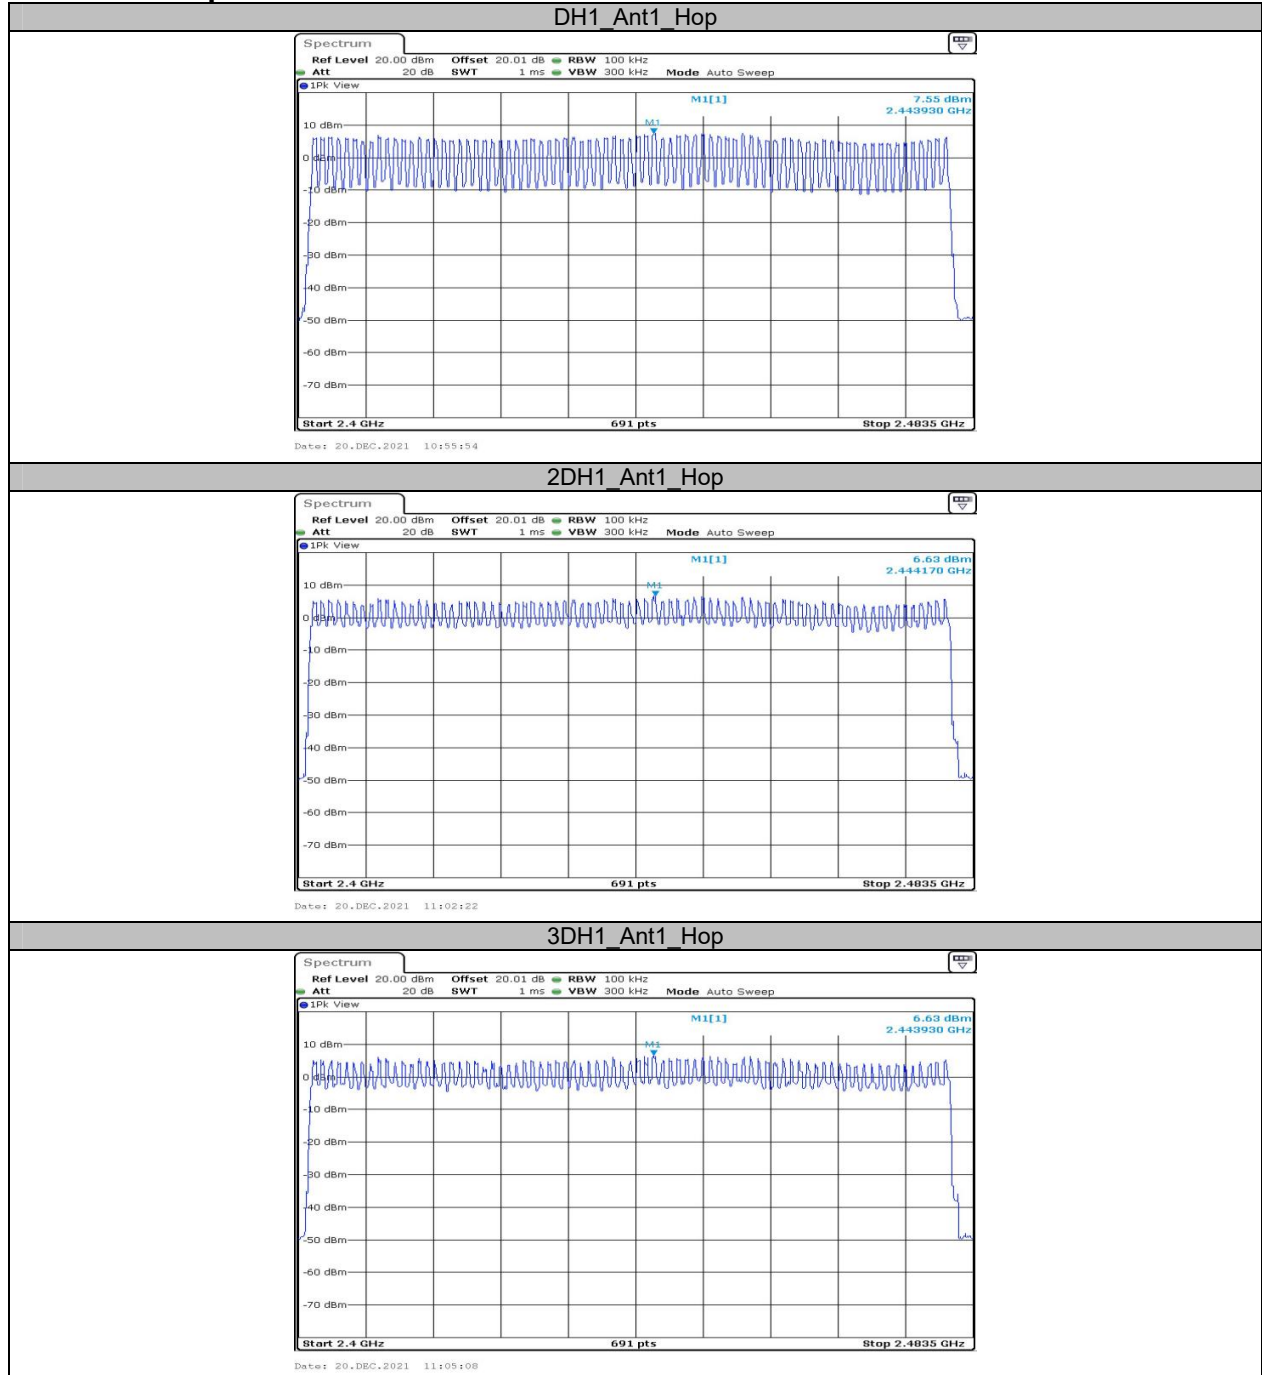 DH1_Ant1_Hop
Spectrum
Ref Level 20.00 dBm Offset 20.01 dB RBW 100 kHz
Att 20 dB SWT 1 ms VBW 300 kHz Mode Auto Sweep
1Pk View
M1[1] 7.55 dBm
2.443930 GHz
M1
10 dBm
0 dBm
-10 dBm
-20 dBm
-30 dBm
-40 dBm
-50 dBm
-60 dBm
-70 dBm
Start 2.4 GHz 691 pts Stop 2.4835 GHz
Date: 20.DEC.2021 10:55:54
2DH1_Ant1_Hop
Spectrum
Ref Level 20.00 dBm Offset 20.01 dB RBW 100 kHz
Att 20 dB SWT 1 ms VBW 300 kHz Mode Auto Sweep
1Pk View
M1[1] 6.63 dBm
2.444170 GHz
M1
10 dBm
0 dBm
-10 dBm
-20 dBm
-30 dBm
-40 dBm
-50 dBm
-60 dBm
-70 dBm
Start 2.4 GHz 691 pts Stop 2.4835 GHz
Date: 20.DEC.2021 11:02:22
3DH1_Ant1_Hop
Spectrum
Ref Level 20.00 dBm Offset 20.01 dB RBW 100 kHz
Att 20 dB SWT 1 ms VBW 300 kHz Mode Auto Sweep
1Pk View
M1[1] 6.63 dBm
2.443930 GHz
M1
10 dBm
0 dBm
-10 dBm
-20 dBm
-30 dBm
-40 dBm
-50 dBm
-60 dBm
-70 dBm
Start 2.4 GHz 691 pts Stop 2.4835 GHz
Date: 20.DEC.2021 11:05:08